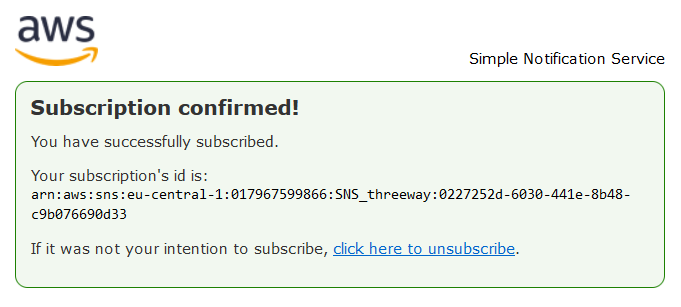 aws
Simple Notification Service
Subscription confirmed!
You have successfully subscribed.
Your subscription's id is:
arn:aws:sns:eu-central-1:017967599866:SNS_threeway:0227252d-6030-441e-8b48-
c9b076690d33
If it was not your intention to subscribe, click here to unsubscribe.